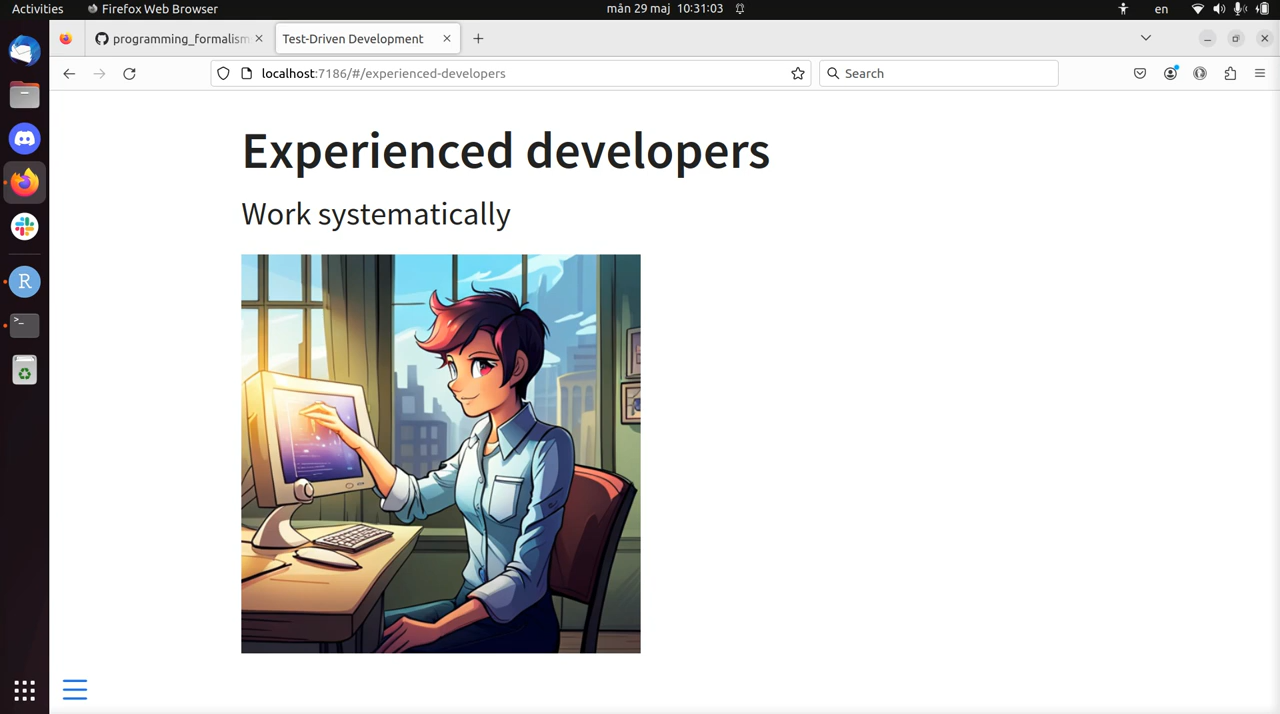 Activities
Firefox Web Browser
mån 29 maj 10:31:03
en
programming_formalism
Test-Driven Development
localhost:7186/#/experienced-developers
Search
Experienced developers
Work systematically
R
>_